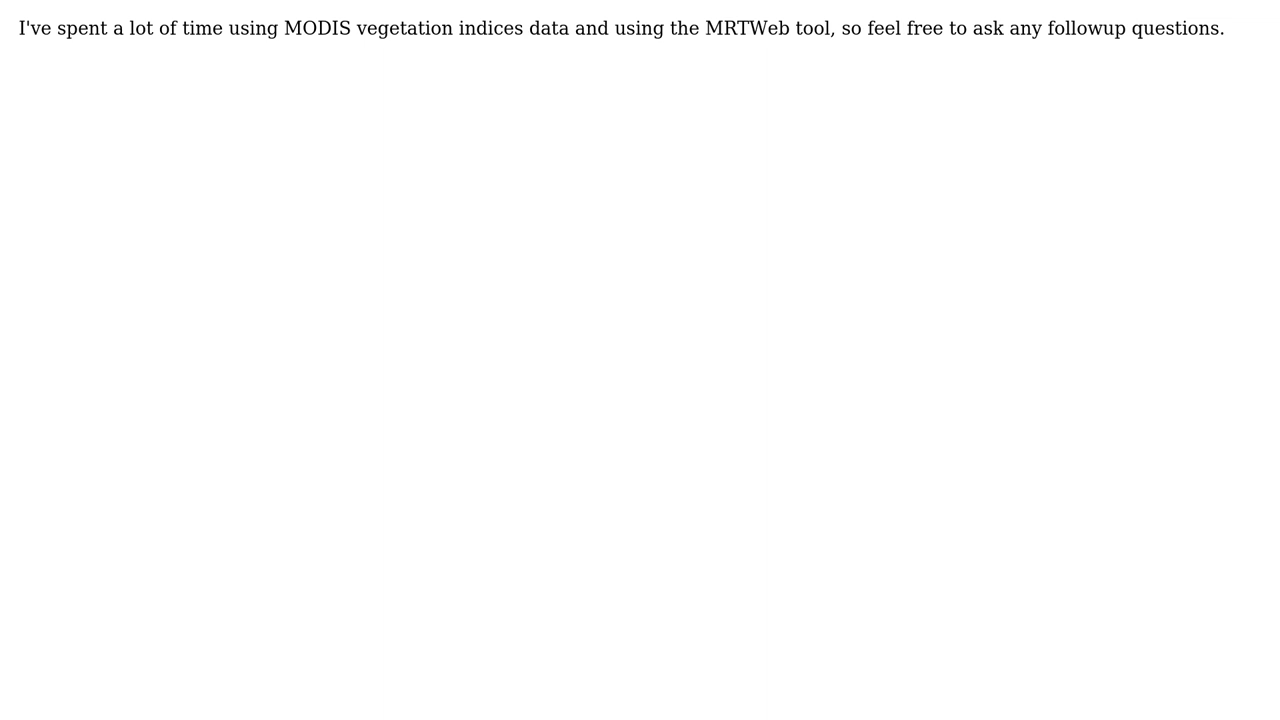 I've spent a lot of time using MODIS vegetation indices data and using the MRTWeb tool, so feel free to ask any followup questions.